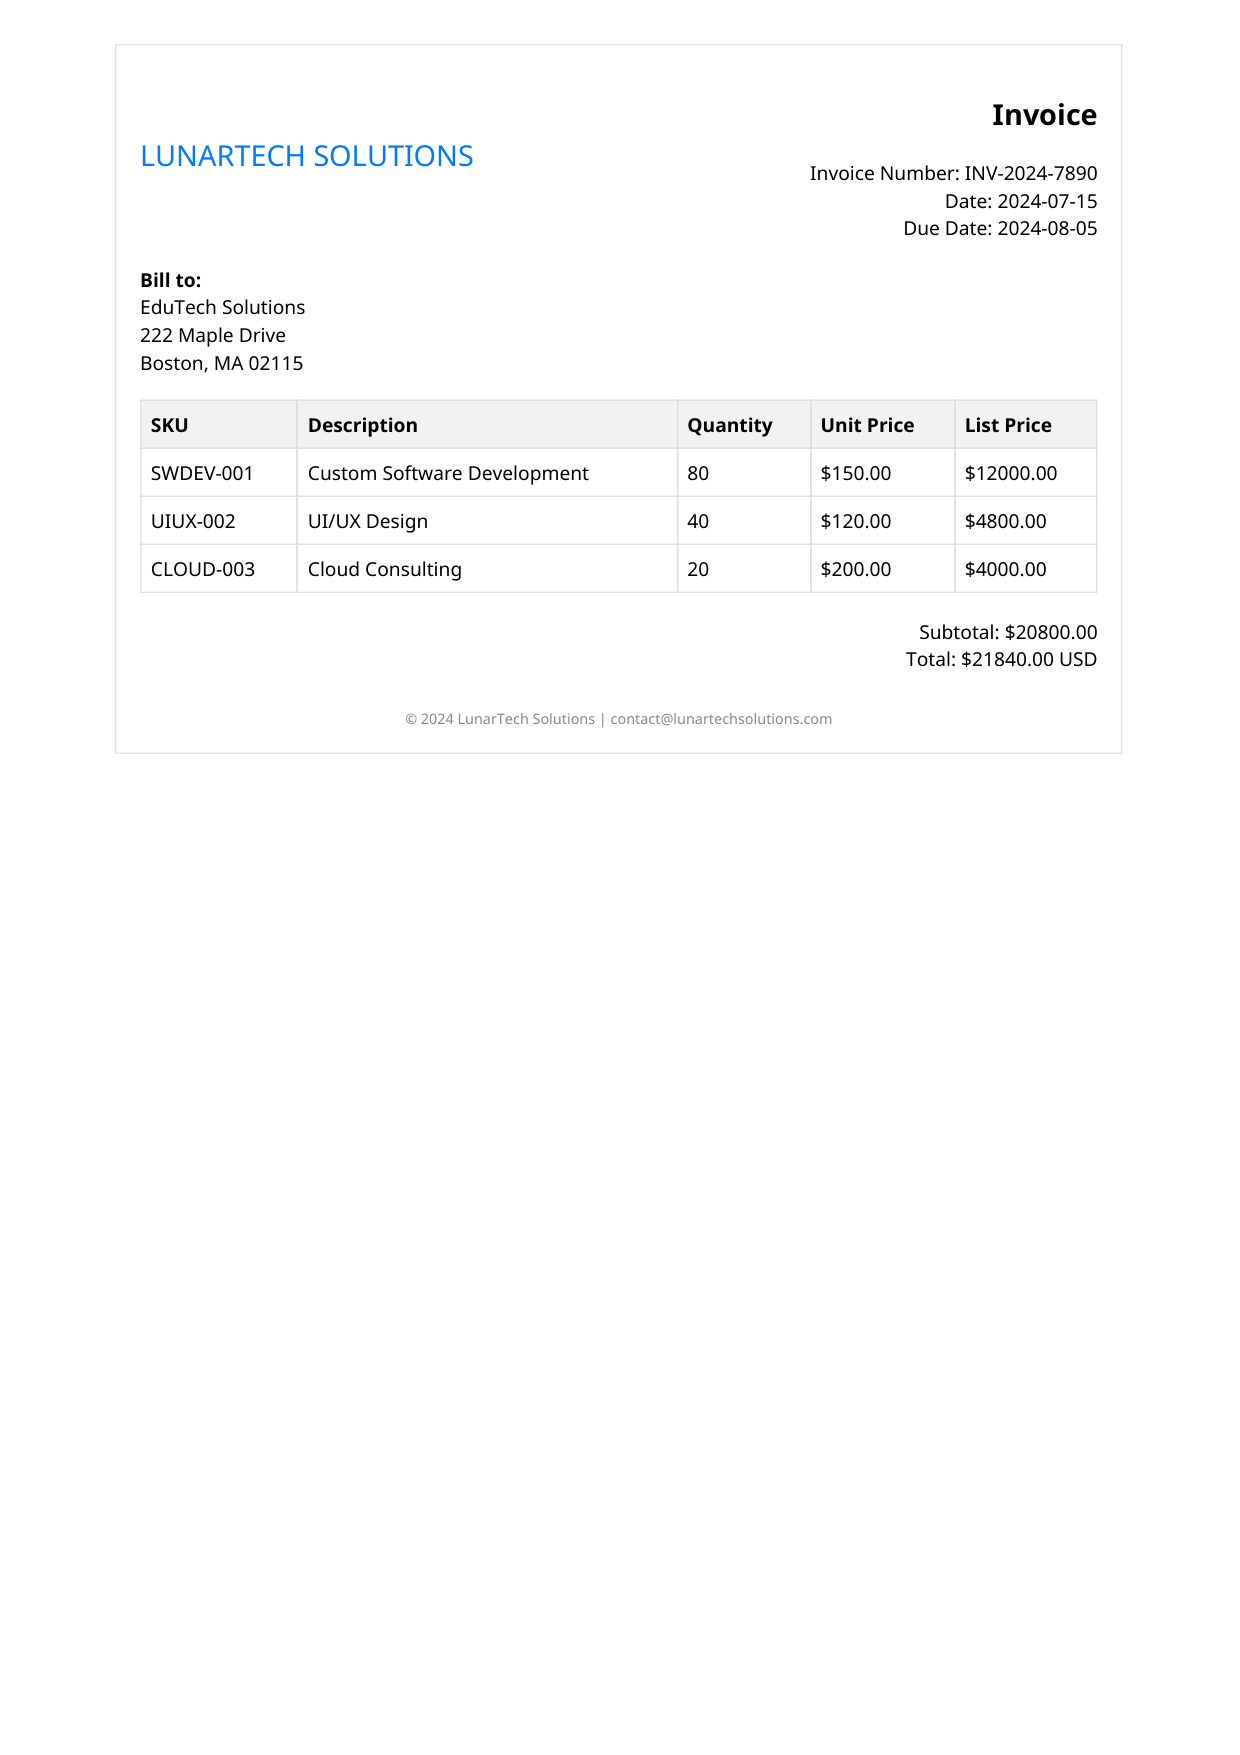 Invoice
LUNARTECH SOLUTIONS
Invoice Number: INV-2024-7890
Date: 2024-07-15
Due Date: 2024-08-05
Bill to:
EduTech Solutions
222 Maple Drive
Boston, MA 02115
SKU Description Quantity Unit Price List Price
SWDEV-001 Custom Software Development 80 $150.00 $12000.00
UIUX-002 UI/UX Design 40 $120.00 $4800.00
CLOUD-003 Cloud Consulting 20 $200.00 $4000.00
Subtotal: $20800.00
Total: $21840.00 USD
© 2024 LunarTech Solutions | contact@lunartechsolutions.com